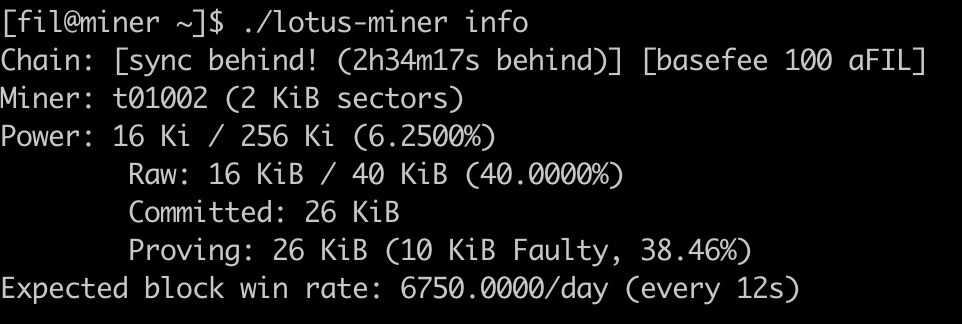 [fil@miner ~]$ ./lotus-miner info
Chain: [sync behind! (2h34m17s behind)] [basefee 100 aFIL]
Miner: t01002 (2 KiB sectors)
Power: 16 Ki / 256 Ki (6.2500%)
Raw: 16 KiB / 40 KiB (40.0000%)
Committed: 26 KiB
Proving: 26 KiB (10 KiB Faulty, 38.46%)
Expected block win rate: 6750.0000/day (every 12s)